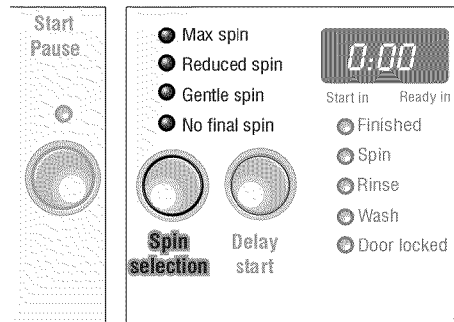 Start
Pause
Max spin
Reduced spin
Gentle spin
No final spin
Spin
selection
Delay
start
0:00
Start in Ready in
Finished
Spin
Rinse
Wash
Door locked